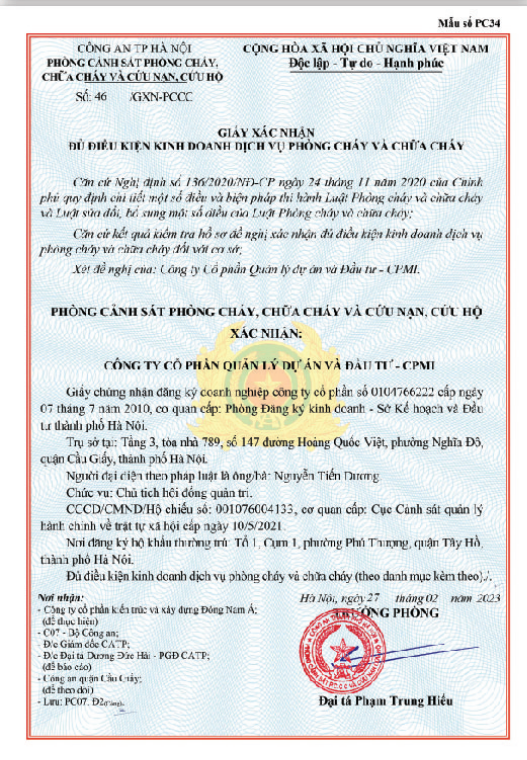 Mẫu số PC34
CÔNG AN TP HÀ NỘI
PHÒNG CẢNH SÁT PHÒNG CHÁY,
CHỮA CHÁY VÀ CỨU NẠN, CỨU HỘ
Số: 46 /GXN-PCCC
CỘNG HÒA XÃ HỘI CHỦ NGHĨA VIỆT NAM
Độc lập - Tự do - Hạnh phúc
GIẤY XÁC NHẬN
ĐỦ ĐIỀU KIỆN KINH DOANH DỊCH VỤ PHÒNG CHÁY VÀ CHỮA CHÁY
Căn cứ Nghị định số 136/2020/NĐ-CP ngày 24 tháng 11 năm 2020 của Chính
phủ quy định chi tiết một số điều và biện pháp thi hành Luật Phòng cháy và chữa cháy
và Luật sửa đổi, bổ sung một số điều của Luật Phòng cháy và chữa cháy;
Căn cứ kết quả kiểm tra hồ sơ đề nghị xác nhận đủ điều kiện kinh doanh dịch vụ
phòng cháy và chữa cháy đối với cơ sở;
Xét đề nghị của: Công ty Cổ phần Quản lý dự án và Đầu tư - CPMI.
PHÒNG CẢNH SÁT PHÒNG CHÁY, CHỮA CHÁY VÀ CỨU NẠN, CỨU HỘ
XÁC NHẬN:
CÔNG TY CỔ PHẦN QUẢN LÝ DỰ ÁN VÀ ĐẦU TƯ - CPMI
Giấy chứng nhận đăng ký doanh nghiệp công ty cổ phần số 0104766222 cấp ngày
07 tháng 7 năm 2010, cơ quan cấp: Phòng Đăng ký kinh doanh - Sở Kế hoạch và Đầu
tư thành phố Hà Nội.
Trụ sở tại: Tầng 3, tòa nhà 789, số 147 đường Hoàng Quốc Việt, phường Nghĩa Đô,
quận Cầu Giấy, thành phố Hà Nội.
Người đại diện theo pháp luật là ông/bà: Nguyễn Tiến Dương.
Chức vụ: Chủ tịch hội đồng quản trị.
CCCD/CMND/Hộ chiếu số: 001076004133, cơ quan cấp: Cục Cảnh sát quản lý
hành chính về trật tự xã hội cấp ngày 10/5/2021.
Nơi đăng ký hộ khẩu thường trú: Tổ 1, Cụm 1, phường Phú Thượng, quận Tây Hồ,
thành phố Hà Nội.
Đủ điều kiện kinh doanh dịch vụ phòng cháy và chữa cháy (theo danh mục kèm theo)./.
Nơi nhận:
- Công ty cổ phần kiến trúc và xây dựng Đông Nam Á;
(để thực hiện)
- C07 - Bộ Công an;
- Đ/c Giám đốc CATP;
- Đ/c Đại tá Dương Đức Hải - PGĐ CATP;
(để báo cáo)
- Công an quận Cầu Giấy;
(để theo dõi)
- Lưu: PC07, Đ2
Hà Nội, ngày 27 tháng 02 năm 2023
TRƯỞNG PHÒNG
Đại tá Phạm Trung Hiếu